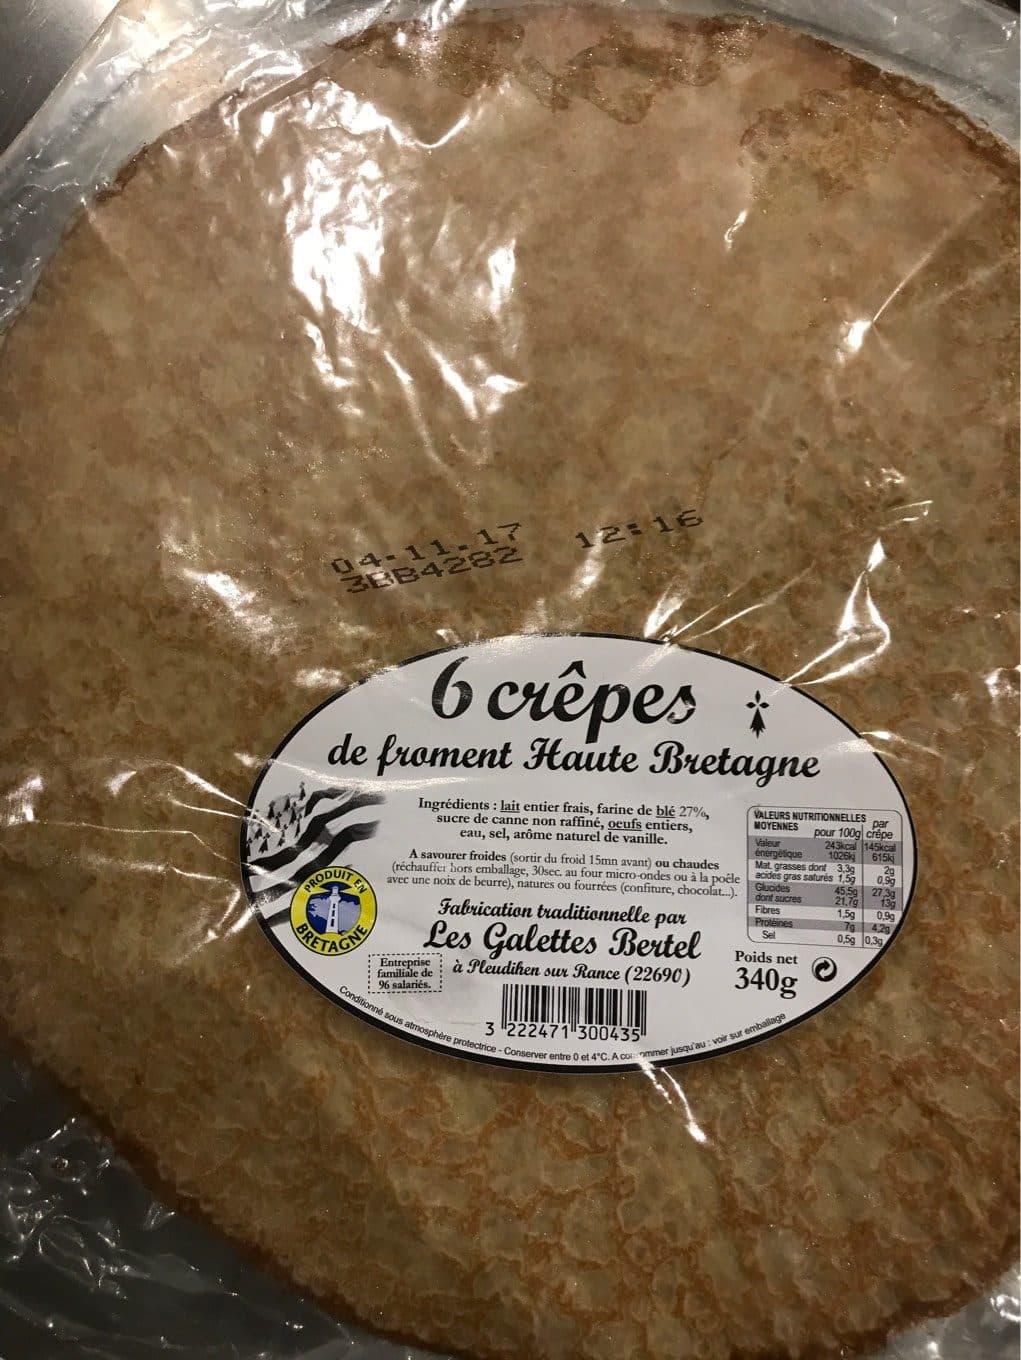 04.11.17 12:16
3BB4282
6 crêpes
de froment Haute Bretagne
Ingrédients : lait entier frais, farine de blé 27%,
sucre de canne non raffiné, oeufs entiers,
eau, sel, arôme naturel de vanille.
A savourer froides (sortir du froid 15mn avant) ou chaudes
(réchauffer hors emballage, 30sec. au four micro-ondes ou à la poêle
avec une noix de beurre), natures ou fourrées (confiture, chocolat...).
Fabrication traditionnelle par
Les Galettes Bertel
à Pleudihen sur Rance (22690)
PRODUIT EN
BRETAGNE
Entreprise
familiale de
96 salariés.
VALEURS NUTRITIONNELLES
MOYENNES pour 100g par crêpe
Valeur 243kcal 145kcal
énergétique 1026kj 615kj
Mat. grasses dont 3,3g 2g
acides gras saturés 1,5g 0,9g
Glucides 45,5g 27,3g
dont sucres 21,7g 13g
Fibres 1,5g 0,9g
Protéines 7g 4,2g
Sel 0,5g 0,3g
Poids net
340g
3 222471 300435
Conditionné sous atmosphère protectrice - Conserver entre 0 et 4°C. A consommer jusqu'au : voir sur emballage